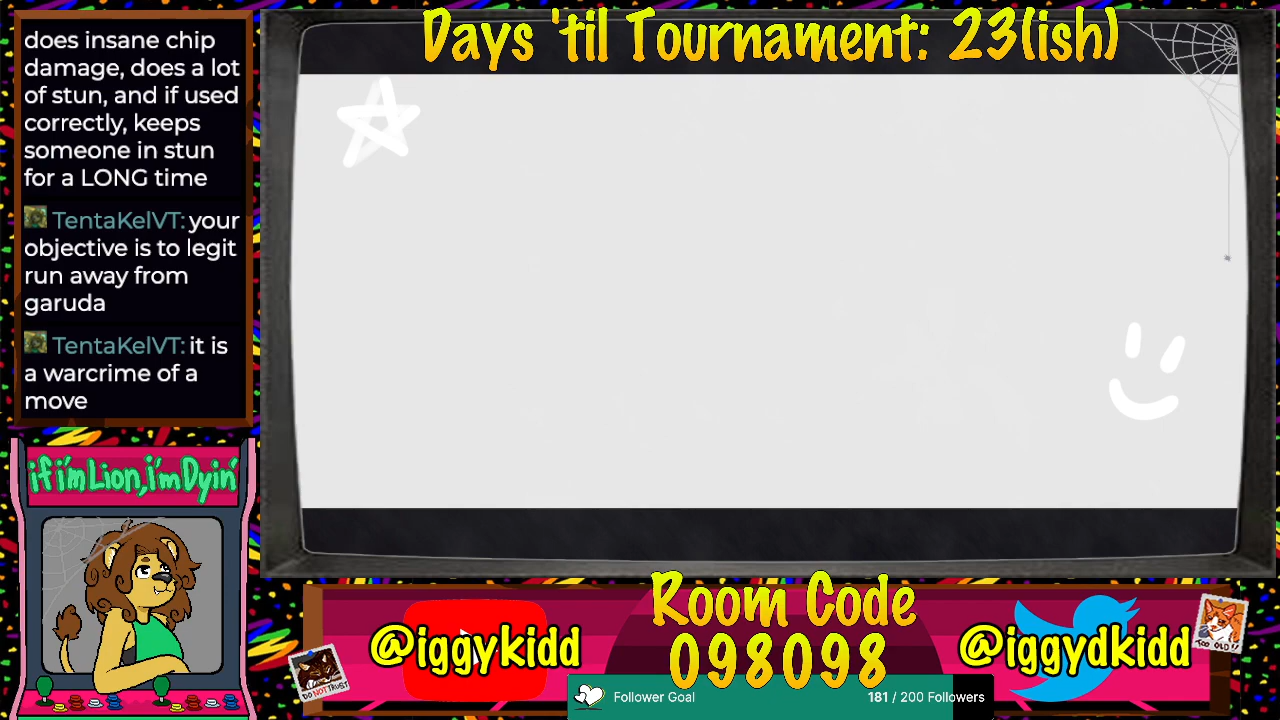 Days 'til Tournament: 23(ish)
does insane chip
damage, does a lot
of stun, and if used
correctly, keeps
someone in stun
for a LONG time
TentaKelVT: your
objective is to legit
run away from
garuda
TentaKelVT: it is
a warcrime of a
move
if i'm Lion, i'm Dyin'
Room Code
098098
@iggykidd
@iggydkidd
DO NOT TRUST
TOO OLD!!
Follower Goal
181 / 200 Followers